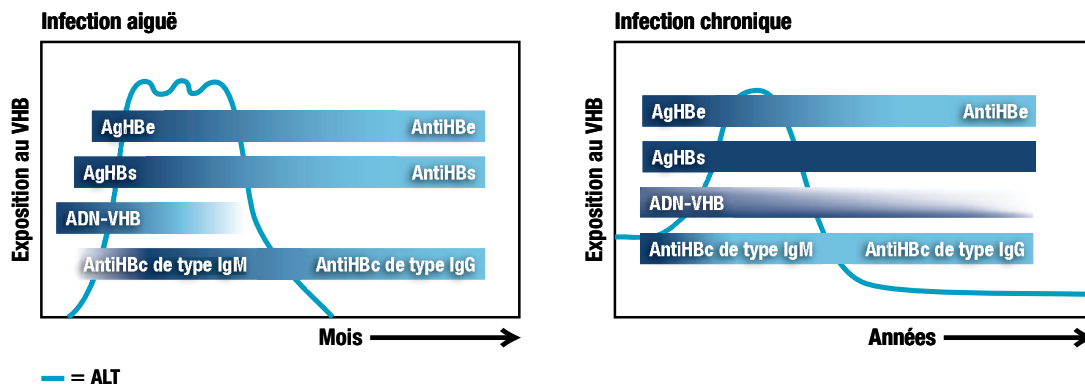 Infection aiguë
Exposition au VHB
AgHBe AntiHBe
AgHBs AntiHBs
ADN-VHB
AntiHBc de type IgM AntiHBc de type IgG
Mois
= ALT
Infection chronique
Exposition au VHB
AgHBe AntiHBe
AgHBs
ADN-VHB
AntiHBc de type IgM AntiHBc de type IgG
Années